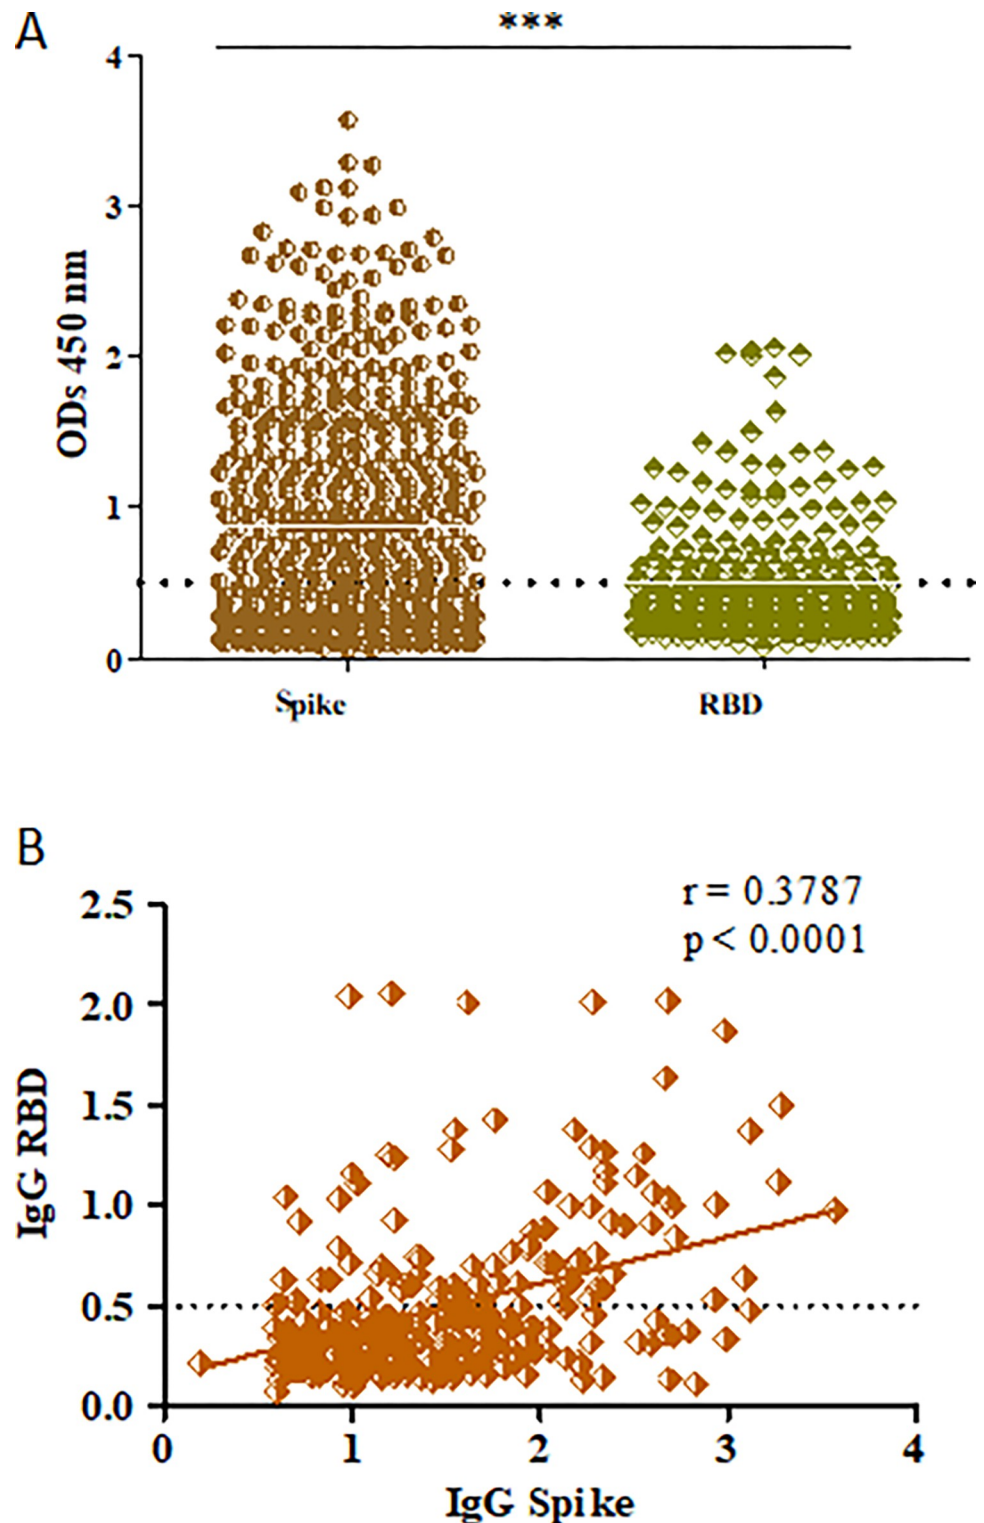 A
***
4
3
2
1
0
ODs 450 nm
Spike
RBD
B
r = 0.3787
p < 0.0001
2.5
2.0
1.5
1.0
0.5
0.0
IgG RBD
0 1 2 3 4
IgG Spike